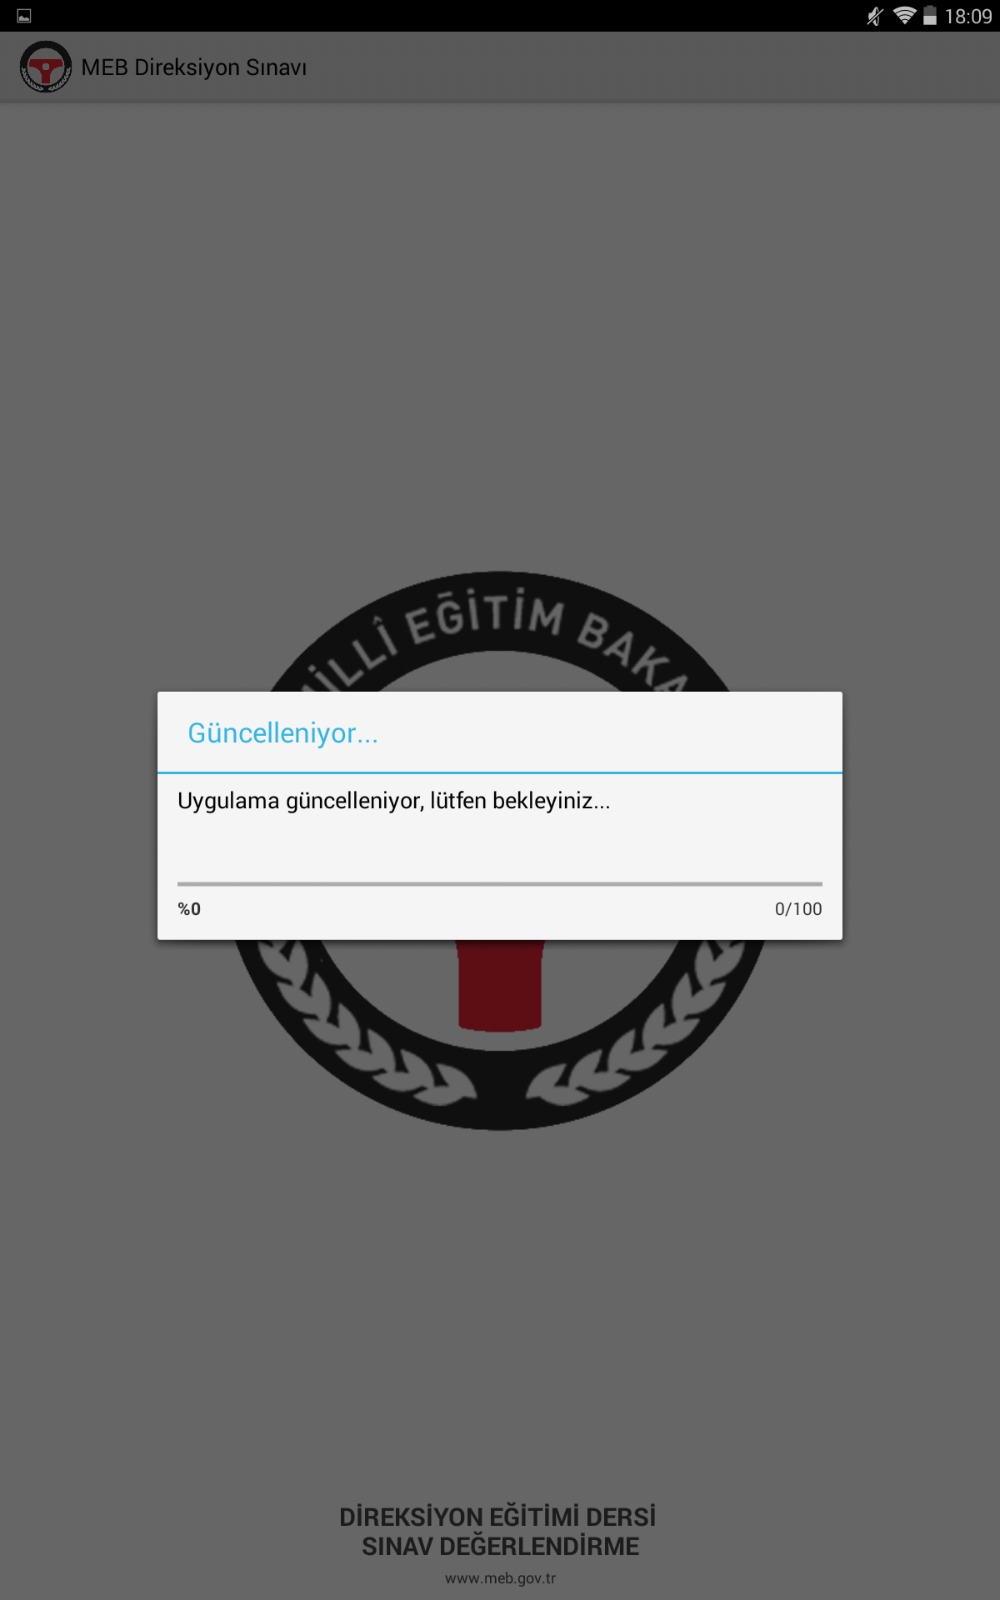 18:09
MEB Direksiyon Sınavı
MİLLÎ EĞİTİM BAKA
Güncelleniyor...
Uygulama güncelleniyor, lütfen bekleyiniz...
%0 0/100
DİREKSİYON EĞİTİMİ DERSİ
SINAV DEĞERLENDİRME
www.meb.gov.tr